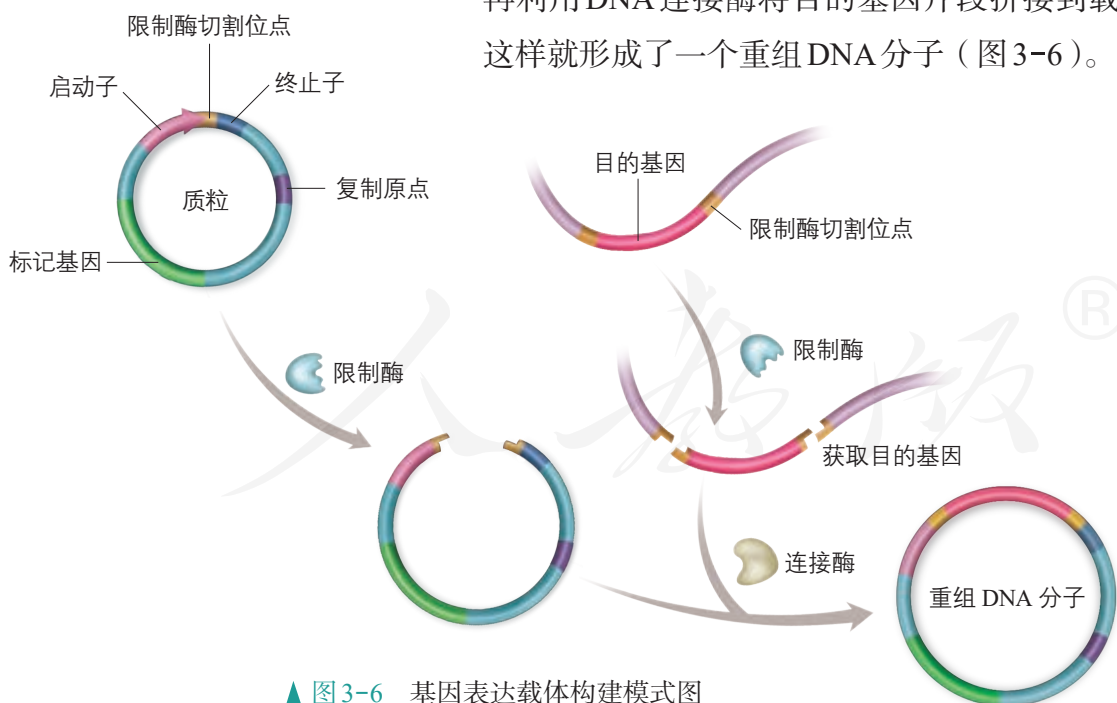 再利用DNA连接酶将目的基因片段拼接到载
这样就形成了一个重组DNA分子（图3-6）。
限制酶切割位点
启动子
终止子
质粒
复制原点
标记基因
目的基因
限制酶切割位点
限制酶
限制酶
获取目的基因
连接酶
重组 DNA 分子
人教版
®
▲ 图3-6 基因表达载体构建模式图